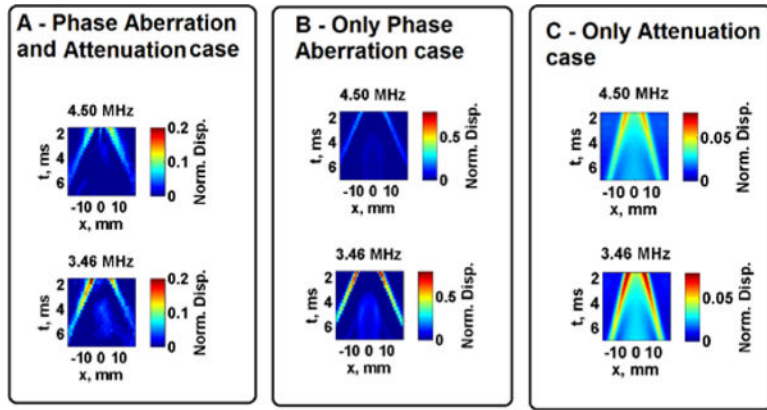 A - Phase Aberration
and Attenuation case
4.50 MHz
2
4
6
t, ms
-10 0 10
x, mm
0.2
0.1
0
Norm. Disp.
3.46 MHz
2
4
6
t, ms
-10 0 10
x, mm
0.2
0.1
0
Norm. Disp.
B - Only Phase
Aberration case
4.50 MHz
2
4
6
t, ms
-10 0 10
x, mm
0.5
0
Norm. Disp.
3.46 MHz
2
4
6
t, ms
-10 0 10
x, mm
0.5
0
Norm. Disp.
C - Only Attenuation
case
4.50 MHz
2
4
6
t, ms
-10 0 10
x, mm
0.05
0
Norm. Disp.
3.46 MHz
2
4
6
t, ms
-10 0 10
x, mm
0.05
0
Norm. Disp.